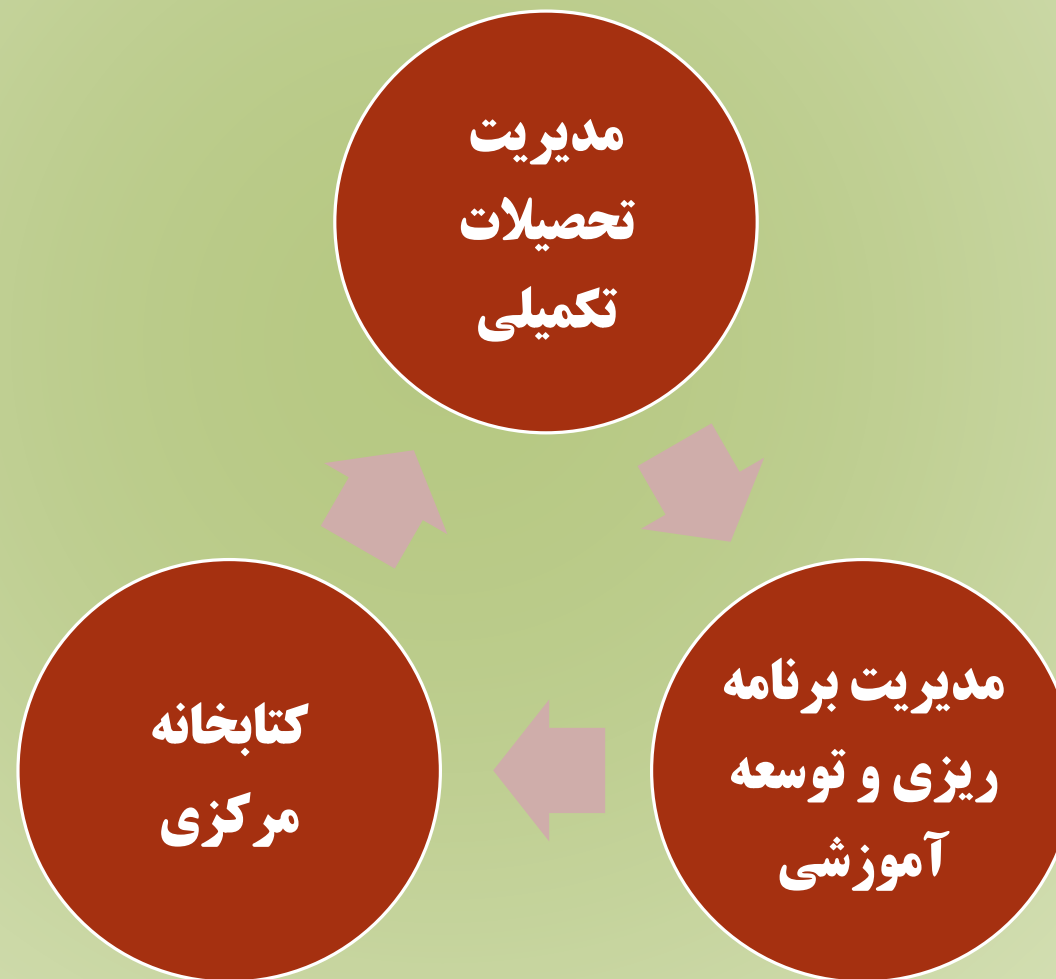 مدیریت
تحصیلات
تکمیلی
مدیریت برنامه
ریزی و توسعه
آموزشی
کتابخانه
مرکزی